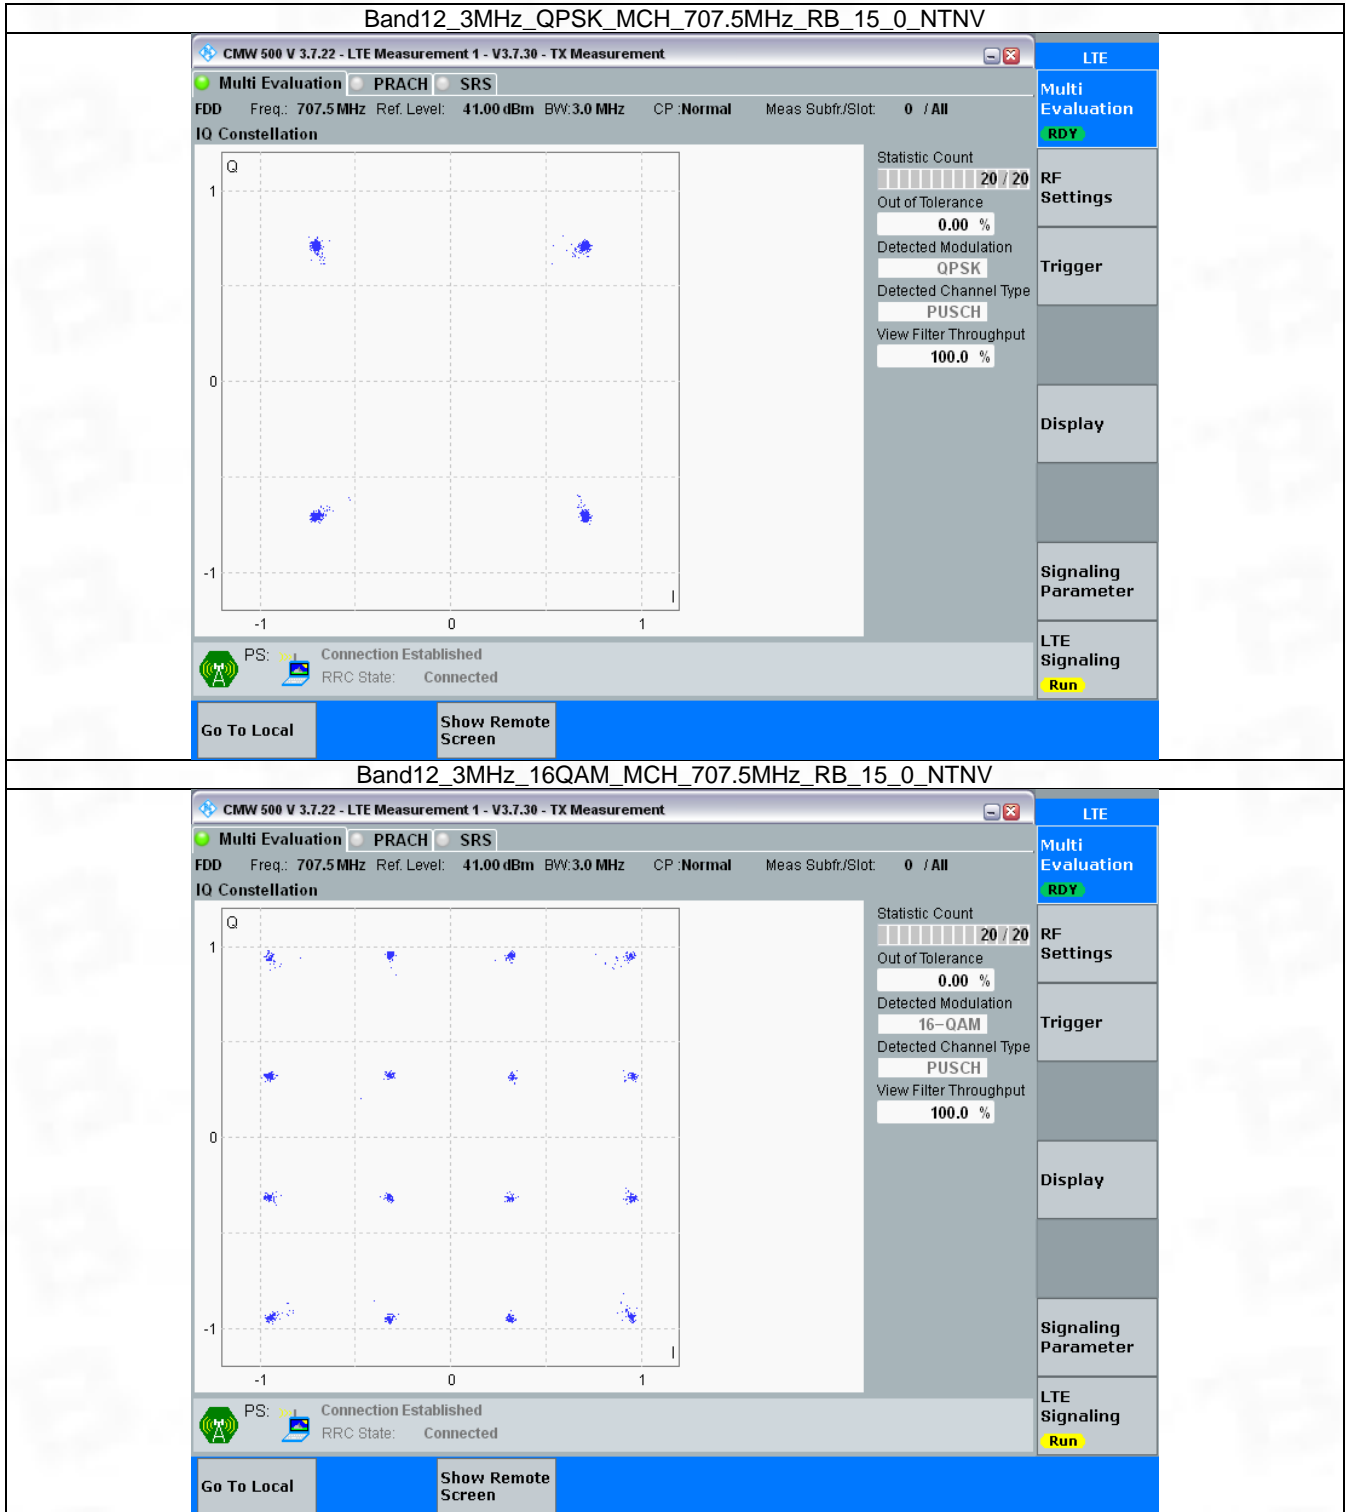 Band12_3MHz_QPSK_MCH_707.5MHz_RB_15_0_NTNV
CMW 500 V 3.7.22 - LTE Measurement 1 - V3.7.30 - TX Measurement
LTE
Multi Evaluation PRACH SRS
Multi
Evaluation
RDY
FDD Freq.: 707.5 MHz Ref. Level: 41.00 dBm BW: 3.0 MHz CP : Normal Meas Subfr./Slot: 0 / All
IQ Constellation
Q
1
0
-1
I
-1 0 1
Statistic Count
20 / 20
Out of Tolerance
0.00 %
Detected Modulation
QPSK
Detected Channel Type
PUSCH
View Filter Throughput
100.0 %
RF
Settings
Trigger
Display
Signaling
Parameter
LTE
Signaling
Run
PS: Connection Established
RRC State: Connected
Go To Local
Show Remote
Screen
Band12_3MHz_16QAM_MCH_707.5MHz_RB_15_0_NTNV
CMW 500 V 3.7.22 - LTE Measurement 1 - V3.7.30 - TX Measurement
LTE
Multi Evaluation PRACH SRS
Multi
Evaluation
RDY
FDD Freq.: 707.5 MHz Ref. Level: 41.00 dBm BW: 3.0 MHz CP : Normal Meas Subfr./Slot: 0 / All
IQ Constellation
Q
1
0
-1
I
-1 0 1
Statistic Count
20 / 20
Out of Tolerance
0.00 %
Detected Modulation
16-QAM
Detected Channel Type
PUSCH
View Filter Throughput
100.0 %
RF
Settings
Trigger
Display
Signaling
Parameter
LTE
Signaling
Run
PS: Connection Established
RRC State: Connected
Go To Local
Show Remote
Screen